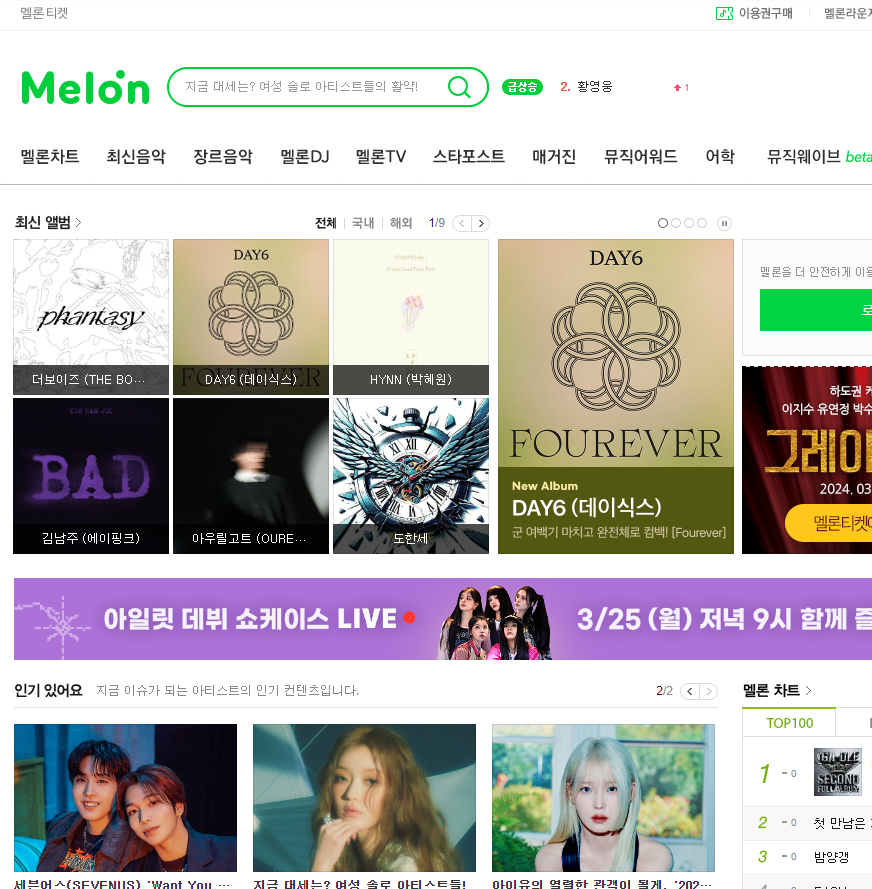 멜론티켓
이용권구매
멜론라운지
Melon
지금 대세는? 여성 솔로 아티스트들의 활약!
급상승
2. 황영웅
1
멜론차트 최신음악 장르음악 멜론DJ 멜론TV 스타포스트 매거진 뮤직어워드 어학 뮤직웨이브 beta
최신 앨범
전체 국내 해외 1/9
phantasy
더보이즈 (THE BO...
DAY6
FOUREVER
DAY6 (데이식스)
HYNN (박혜원)
KIM NAM JOO
BAD
김남주 (에이핑크)
아우릴고트 (OURE...
도한세
DAY6
FOUREVER
New Album
DAY6 (데이식스)
군 여백기 마치고 완전체로 컴백! [Fourever]
멜론을 더 안전하게 이용
로
하도권
이지수 유연정 박수
그레이
2024. 03
멜론티켓에
아일릿 데뷔 쇼케이스 LIVE
3/25 (월) 저녁 9시 함께 즐
인기 있어요
지금 이슈가 되는 아티스트의 인기 컨텐츠입니다.
2/2
세븐어스(SEVENUS) 'Want You ...
지금 대세는? 여성 솔로 아티스트들!
아이유의 열렬한 관객이 될게, '202...
멜론 차트
TOP100
1 - 0
SECOND
FULL ALBUM
2 - 0 첫 만남은
3 - 0 밤양갱